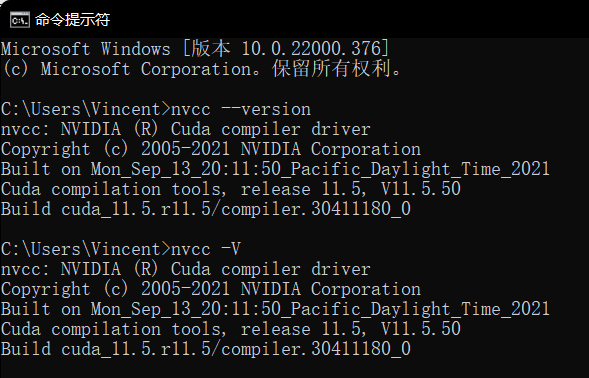 命令提示符
Microsoft Windows [版本 10.0.22000.376]
(c) Microsoft Corporation。保留所有权利。
C:\Users\Vincent>nvcc --version
nvcc: NVIDIA (R) Cuda compiler driver
Copyright (c) 2005-2021 NVIDIA Corporation
Built on Mon_Sep_13_20:11:50_Pacific_Daylight_Time_2021
Cuda compilation tools, release 11.5, V11.5.50
Build cuda_11.5.r11.5/compiler.30411180_0
C:\Users\Vincent>nvcc -V
nvcc: NVIDIA (R) Cuda compiler driver
Copyright (c) 2005-2021 NVIDIA Corporation
Built on Mon_Sep_13_20:11:50_Pacific_Daylight_Time_2021
Cuda compilation tools, release 11.5, V11.5.50
Build cuda_11.5.r11.5/compiler.30411180_0